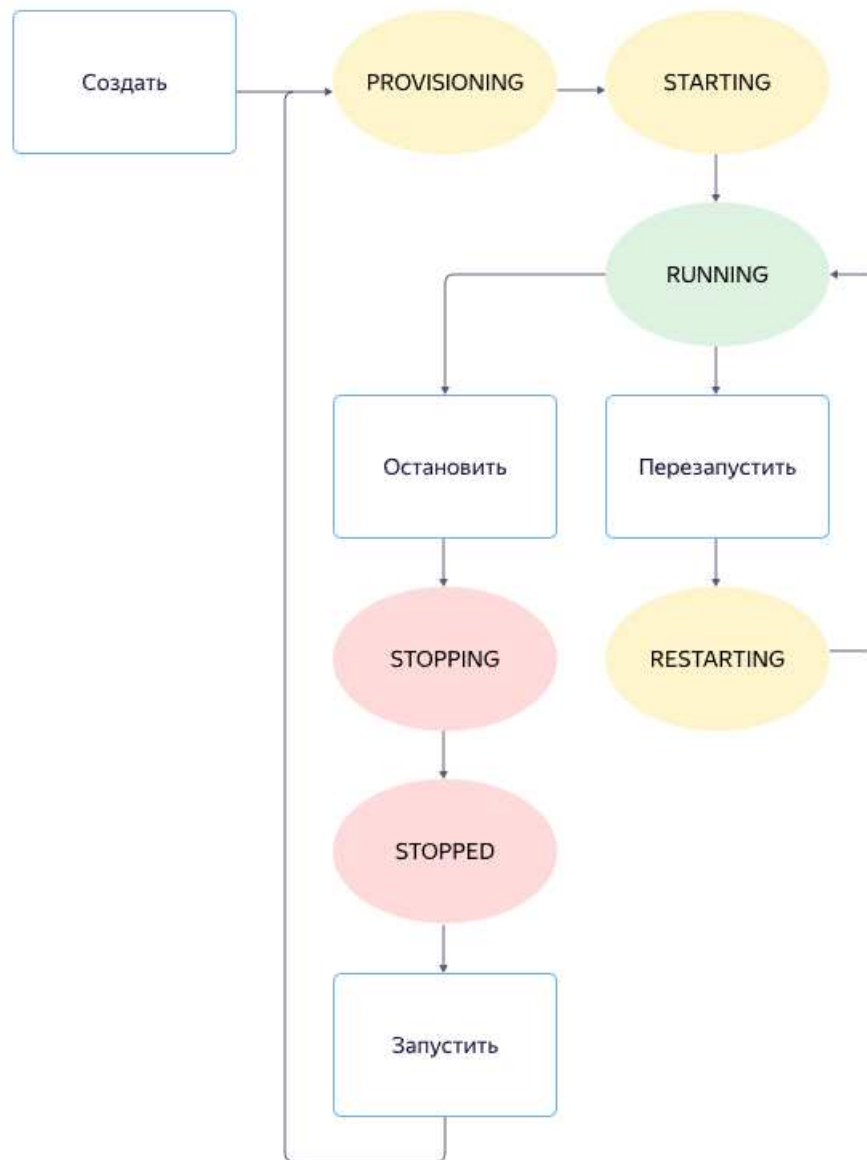 Создать
PROVISIONING
STARTING
RUNNING
Остановить
Перезапустить
STOPPING
RESTARTING
STOPPED
Запустить